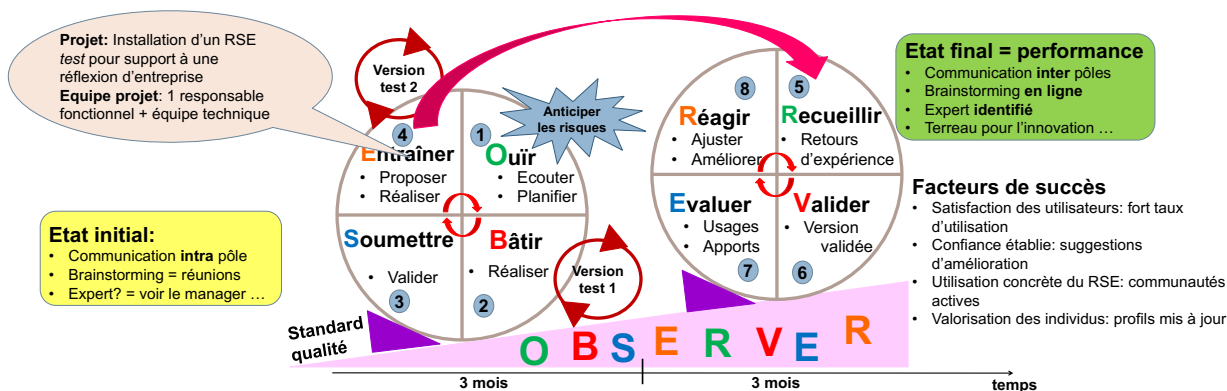 Projet: Installation d'un RSE
test pour support à une
réflexion d'entreprise
Equipe projet: 1 responsable
fonctionnel + équipe technique
Etat initial:
• Communication intra pôle
• Brainstorming = réunions
• Expert? = voir le manager …
Version
test 2
4
Entraîner
• Proposer
• Réaliser
1
Ouïr
• Ecouter
• Planifier
Anticiper
les risques
Soumettre
• Valider
3
Bâtir
• Réaliser
2
Version
test 1
8
Réagir
• Ajuster
• Améliorer
5
Recueillir
• Retours
d'expérience
Evaluer
• Usages
• Apports
7
Valider
• Version
validée
6
Etat final = performance
• Communication inter pôles
• Brainstorming en ligne
• Expert identifié
• Terreau pour l'innovation …
Facteurs de succès
• Satisfaction des utilisateurs: fort taux
d'utilisation
• Confiance établie: suggestions
d'amélioration
• Utilisation concrète du RSE: communautés
actives
• Valorisation des individus: profils mis à jour
Standard
qualité
O B S E R V E R
3 mois
3 mois
temps